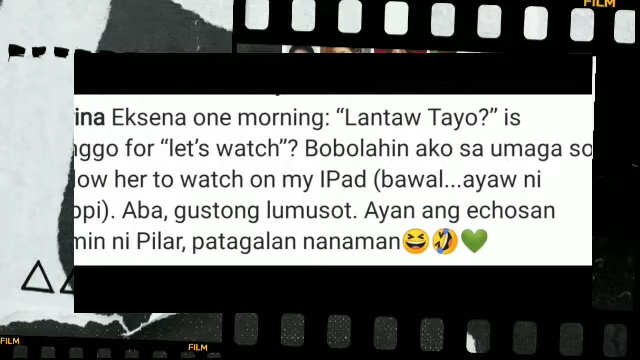 FILM
Eksena one morning: “Lantaw Tayo?” is
for “let’s watch”? Bobolahin ako sa umaga so
her to watch on my IPad (bawal...ayaw ni
Aba, gustong lumusot. Ayan ang echosan
ni Pilar, patagalan nanaman😆🤣💚
FILM
FILM